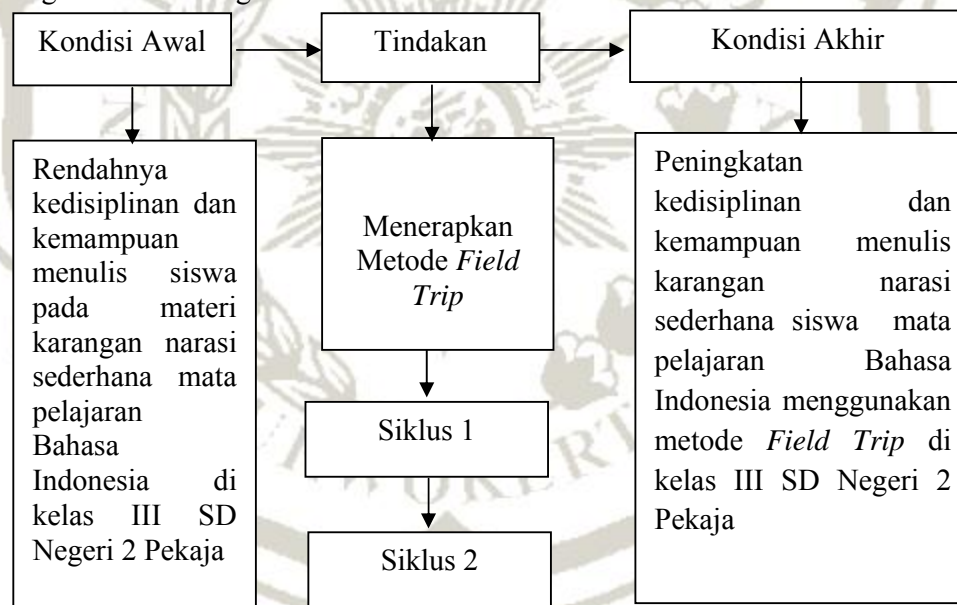 Kondisi Awal
Tindakan
Kondisi Akhir
Rendahnya
kedisiplinan dan
kemampuan
menulis siswa
pada materi
karangan narasi
sederhana mata
pelajaran
Bahasa
Indonesia di
kelas III SD
Negeri 2 Pekaja
Menerapkan
Metode Field
Trip
Siklus 1
Siklus 2
Peningkatan
kedisiplinan dan
kemampuan menulis
karangan narasi
sederhana siswa mata
pelajaran Bahasa
Indonesia menggunakan
metode Field Trip di
kelas III SD Negeri 2
Pekaja